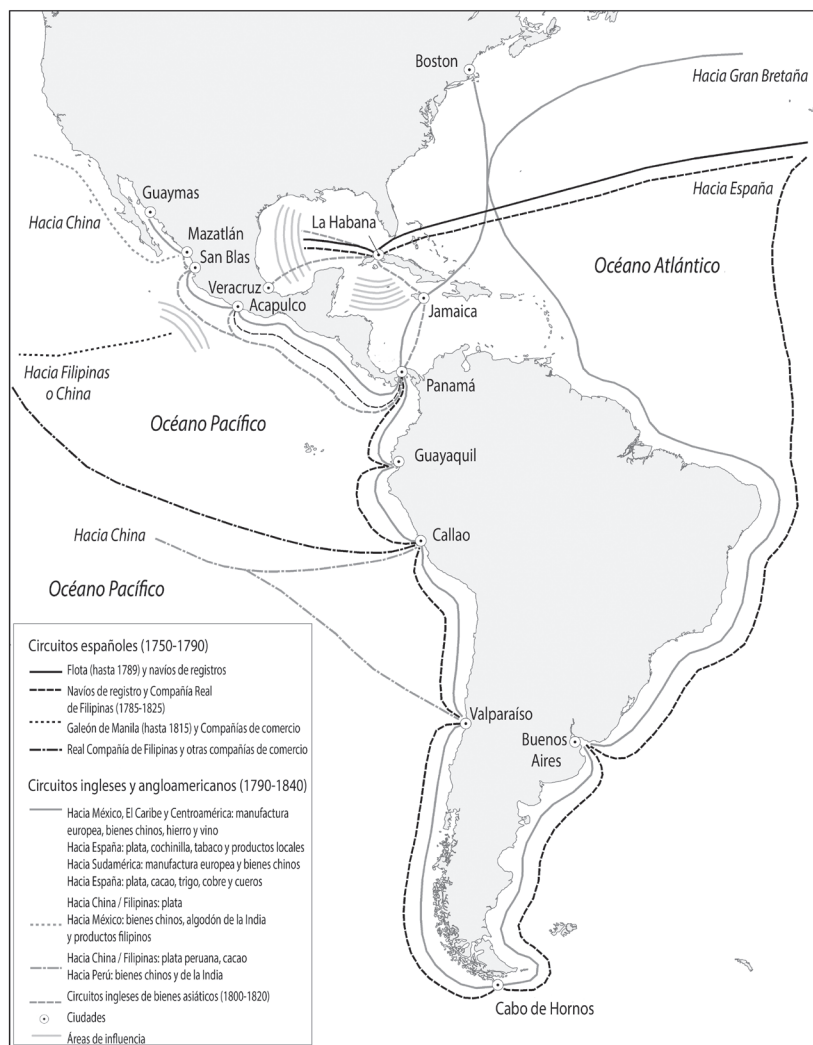 Boston
Hacia Gran Bretaña
Guaymas
Hacia España
Hacia China
La Habana
Mazatlán
San Blas
Océano Atlántico
Veracruz
Acapulco
Jamaica
Hacia Filipinas
o China
Panamá
Océano Pacífico
Guayaquil
Hacia China
Callao
Océano Pacífico
Circuitos españoles (1750-1790)
Flota (hasta 1789) y navíos de registros
Navíos de registro y Compañía Real
de Filipinas (1785-1825)
Galeón de Manila (hasta 1815) y Compañías de comercio
Real Compañía de Filipinas y otras compañías de comercio
Circuitos ingleses y angloamericanos (1790-1840)
Hacia México, El Caribe y Centroamérica: manufactura
europea, bienes chinos, hierro y vino
Hacia España: plata, cochinilla, tabaco y productos locales
Hacia Sudamérica: manufactura europea y bienes chinos
Hacia España: plata, cacao, trigo, cobre y cueros
Hacia China / Filipinas: plata
Hacia México: bienes chinos, algodón de la India
y productos filipinos
Hacia China / Filipinas: plata peruana, cacao
Hacia Perú: bienes chinos y de la India
Circuitos ingleses de bienes asiáticos (1800-1820)
Ciudades
Áreas de influencia
Valparaíso
Buenos
Aires
Cabo de Hornos